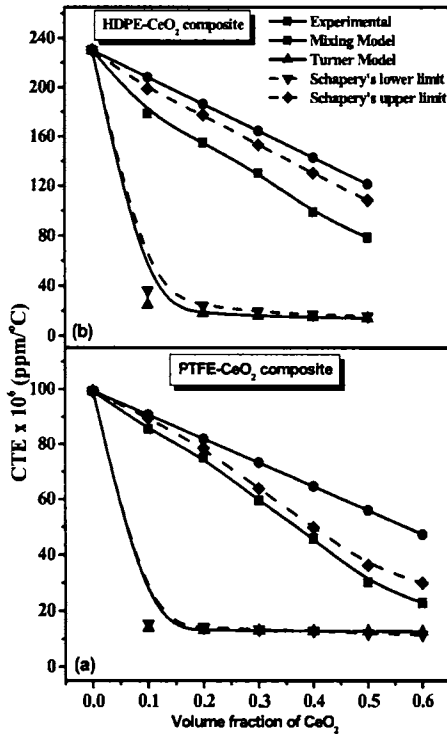 HDPE-CeO₂ composite
Experimental
Mixing Model
Turner Model
Schapery's lower limit
Schapery's upper limit
240
200
160
120
80
40
0
(b)
PTFE-CeO₂ composite
CTE x 10⁶ (ppm/°C)
100
80
60
40
20
0
(a)
0.0 0.1 0.2 0.3 0.4 0.5 0.6
Volume fraction of CeO₂